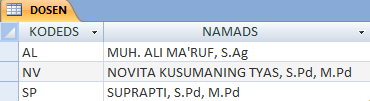 DOSEN
KODEDS NAMADS
AL MUH. ALI MA'RUF, S.Ag
NV NOVITA KUSUMANING TYAS, S.Pd, M.Pd
SP SUPRAPTI, S.Pd, M.Pd